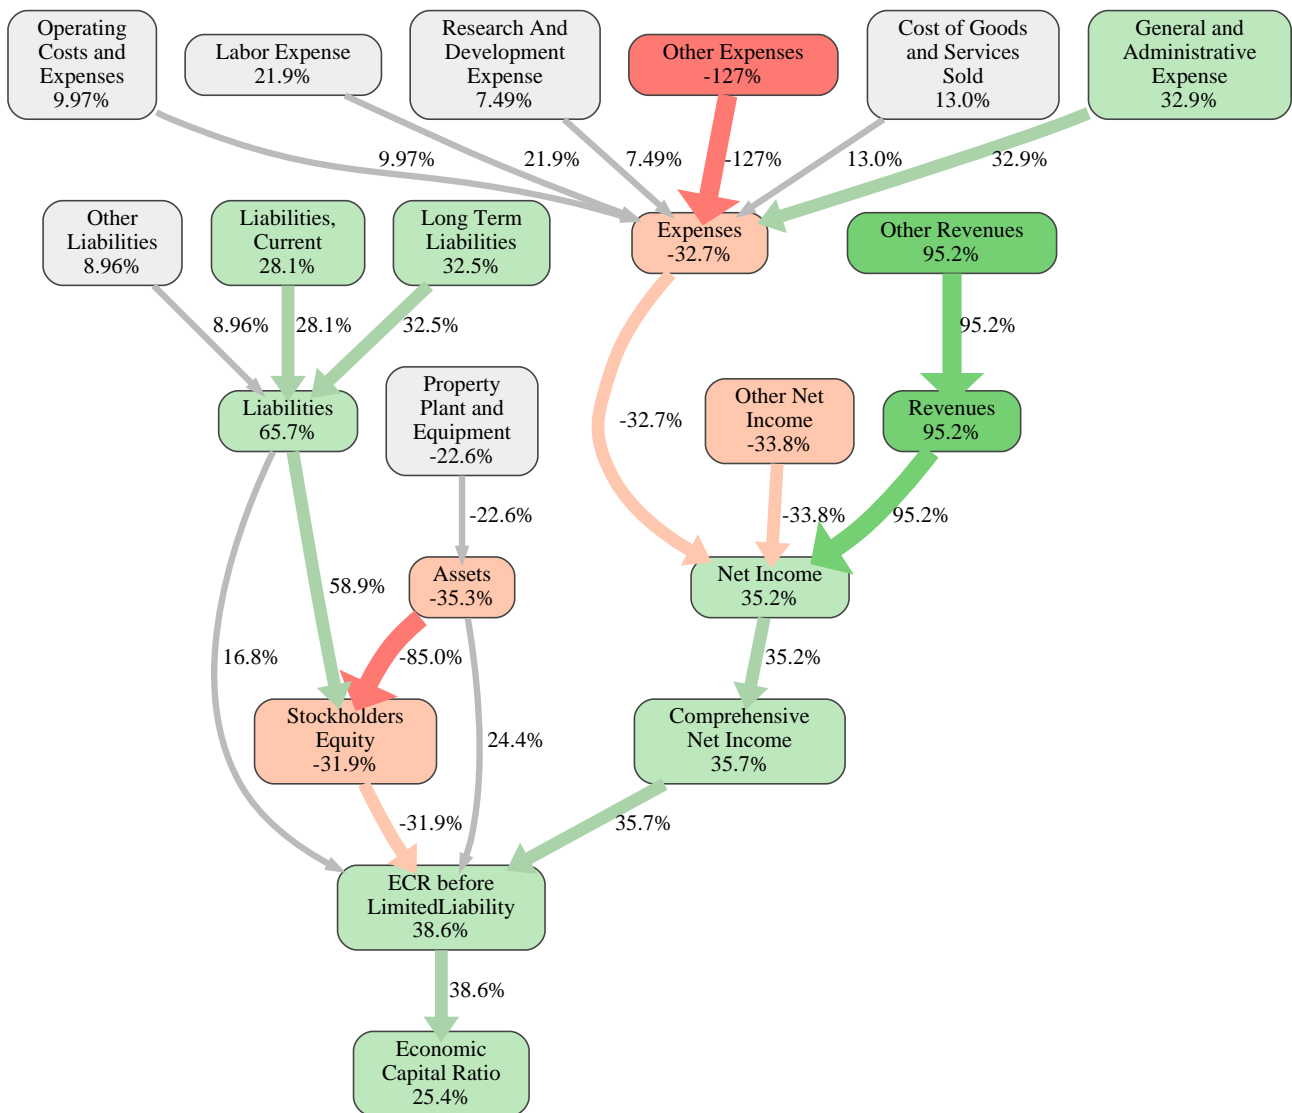 Operating
Costs and
Expenses
9.97%
Labor Expense
21.9%
Research And
Development
Expense
7.49%
Other Expenses
-127%
Cost of Goods
and Services
Sold
13.0%
General and
Administrative
Expense
32.9%
9.97%
21.9%
7.49%
-127%
13.0%
32.9%
Other
Liabilities
8.96%
Liabilities,
Current
28.1%
Long Term
Liabilities
32.5%
Expenses
-32.7%
Other Revenues
95.2%
8.96%
28.1%
32.5%
95.2%
Liabilities
65.7%
Property
Plant and
Equipment
-22.6%
-32.7%
Other Net
Income
-33.8%
Revenues
95.2%
-22.6%
-33.8%
95.2%
58.9%
Assets
-35.3%
Net Income
35.2%
16.8%
-85.0%
35.2%
Stockholders
Equity
-31.9%
24.4%
Comprehensive
Net Income
35.7%
-31.9%
35.7%
ECR before
LimitedLiability
38.6%
38.6%
Economic
Capital Ratio
25.4%